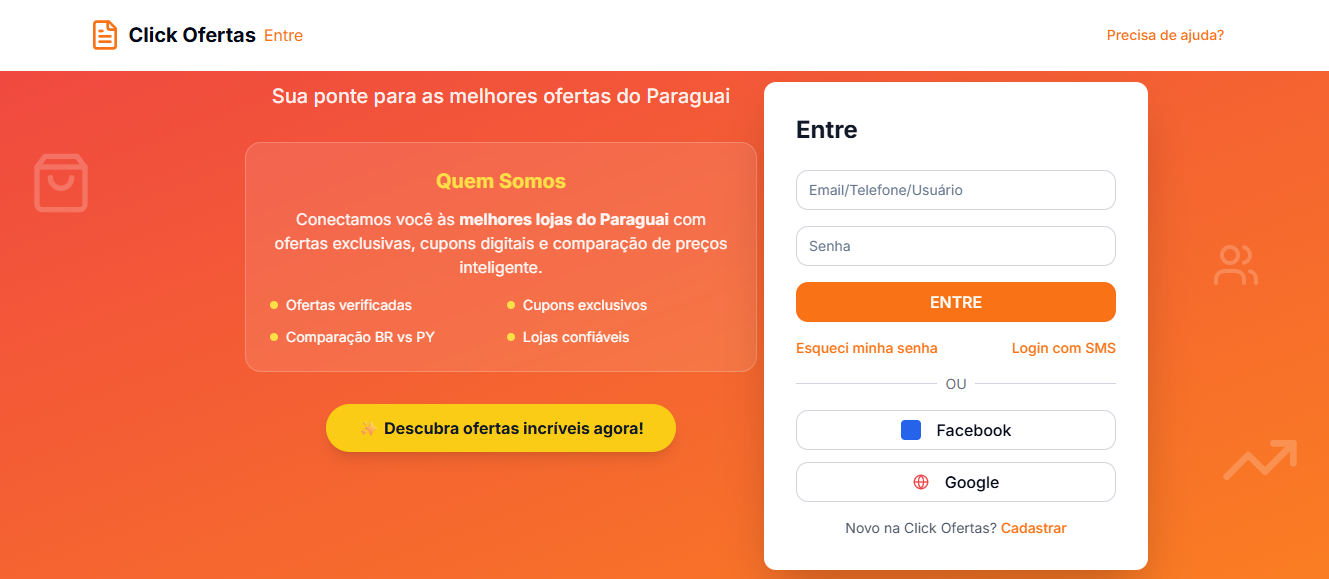 Click Ofertas Entre
Precisa de ajuda?
Sua ponte para as melhores ofertas do Paraguai
Quem Somos
Conectamos você às melhores lojas do Paraguai com
ofertas exclusivas, cupons digitais e comparação de preços
inteligente.
Ofertas verificadas
Cupons exclusivos
Comparação BR vs PY
Lojas confiáveis
✨ Descubra ofertas incríveis agora!
Entre
Email/Telefone/Usuário
Senha
ENTRE
Esqueci minha senha
Login com SMS
OU
Facebook
Google
Novo na Click Ofertas? Cadastrar